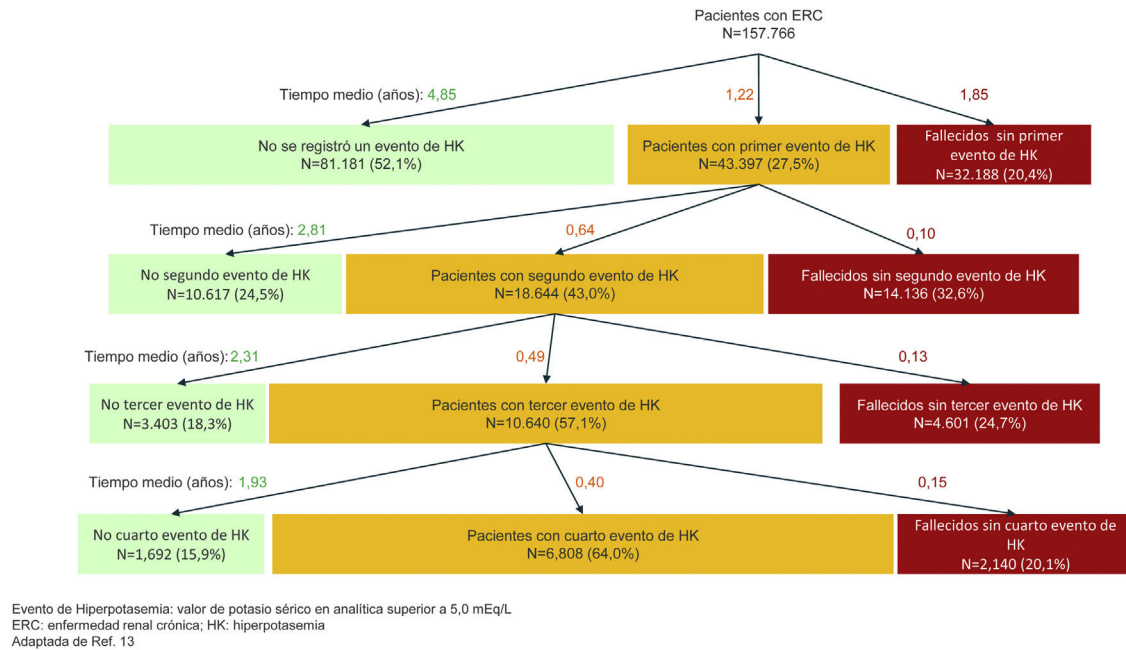 Pacientes con ERC
N=157.766
Tiempo medio (años): 4,85
1,22
1,85
No se registró un evento de HK
N=81.181 (52,1%)
Pacientes con primer evento de HK
N=43.397 (27,5%)
Fallecidos sin primer
evento de HK
N=32.188 (20,4%)
Tiempo medio (años): 2,81
0,64
0,10
No segundo evento de HK
N=10.617 (24,5%)
Pacientes con segundo evento de HK
N=18.644 (43,0%)
Fallecidos sin segundo evento de HK
N=14.136 (32,6%)
Tiempo medio (años): 2,31
0,49
0,13
No tercer evento de HK
N=3.403 (18,3%)
Pacientes con tercer evento de HK
N=10.640 (57,1%)
Fallecidos sin tercer evento de HK
N=4.601 (24,7%)
Tiempo medio (años): 1,93
0,40
0,15
No cuarto evento de HK
N=1,692 (15,9%)
Pacientes con cuarto evento de HK
N=6,808 (64,0%)
Fallecidos sin cuarto evento de
HK
N=2,140 (20,1%)
Evento de Hiperpotasemia: valor de potasio sérico en analítica superior a 5,0 mEq/L
ERC: enfermedad renal crónica; HK: hiperpotasemia
Adaptada de Ref. 13